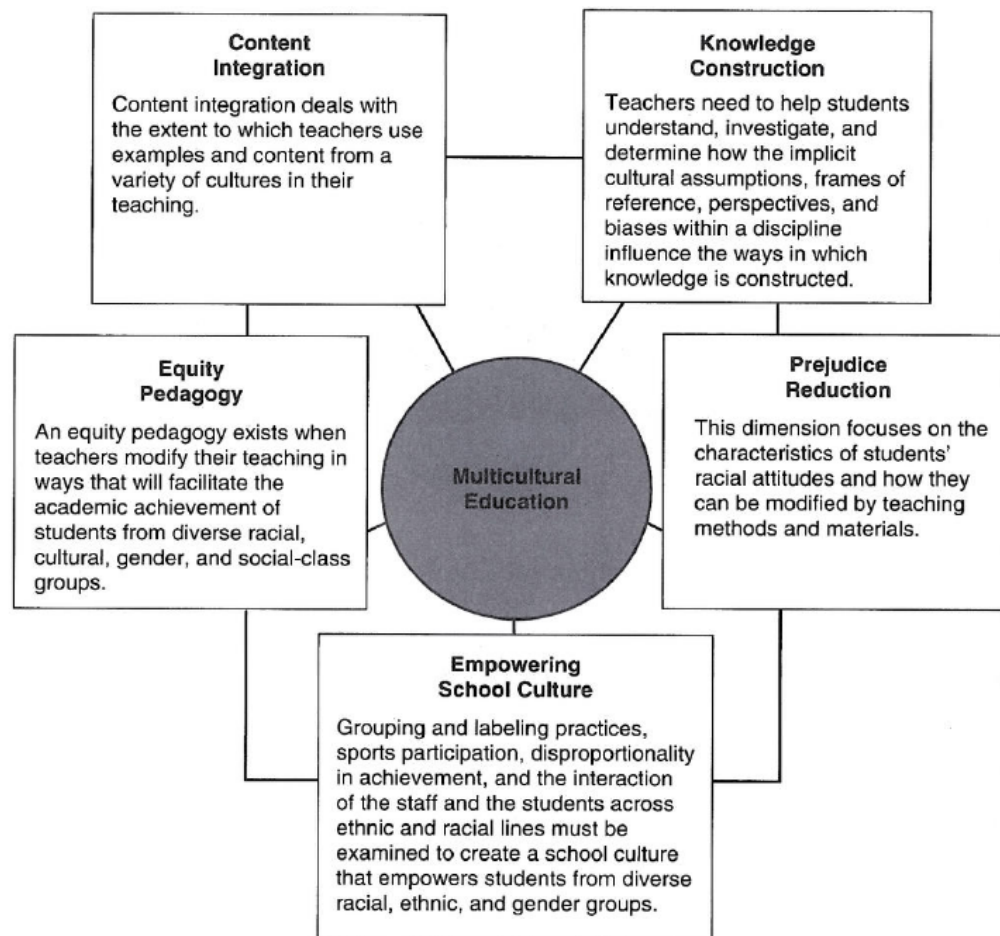 Content
Integration
Content integration deals with
the extent to which teachers use
examples and content from a
variety of cultures in their
teaching.
Knowledge
Construction
Teachers need to help students
understand, investigate, and
determine how the implicit
cultural assumptions, frames of
reference, perspectives, and
biases within a discipline
influence the ways in which
knowledge is constructed.
Equity
Pedagogy
An equity pedagogy exists when
teachers modify their teaching in
ways that will facilitate the
academic achievement of
students from diverse racial,
cultural, gender, and social-class
groups.
Multicultural
Education
Prejudice
Reduction
This dimension focuses on the
characteristics of students'
racial attitudes and how they
can be modified by teaching
methods and materials.
Empowering
School Culture
Grouping and labeling practices,
sports participation, disproportionality
in achievement, and the interaction
of the staff and the students across
ethnic and racial lines must be
examined to create a school culture
that empowers students from diverse
racial, ethnic, and gender groups.